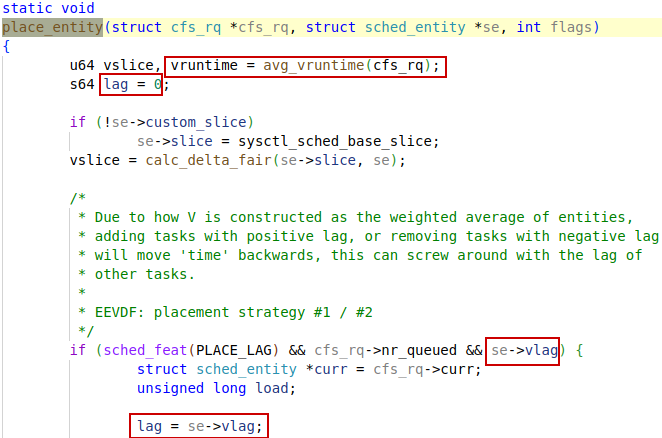 static void
place_entity(struct cfs_rq *cfs_rq, struct sched_entity *se, int flags)
{
u64 vslice, vruntime = avg_vruntime(cfs_rq);
s64 lag = 0;
if (!se->custom_slice)
se->slice = sysctl_sched_base_slice;
vslice = calc_delta_fair(se->slice, se);
/*
* Due to how V is constructed as the weighted average of entities,
* adding tasks with positive lag, or removing tasks with negative lag
* will move 'time' backwards, this can screw around with the lag of
* other tasks.
*
* EEVDF: placement strategy #1 / #2
*/
if (sched_feat(PLACE_LAG) && cfs_rq->nr_queued && se->vlag) {
struct sched_entity *curr = cfs_rq->curr;
unsigned long load;
lag = se->vlag;